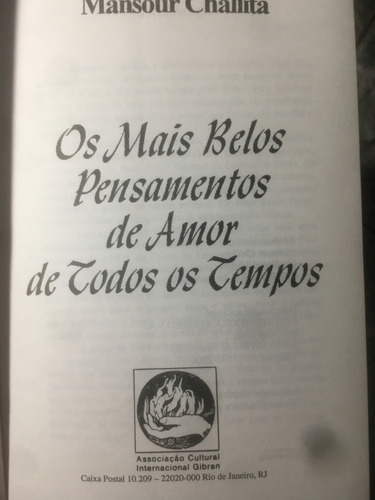 Mansour Challita
Os Mais Belos
Pensamentos
de Amor
de Todos os Tempos
Associação Cultural
Internacional Gibran
Caixa Postal 10.209 – 22020-000 Rio de Janeiro, RJ